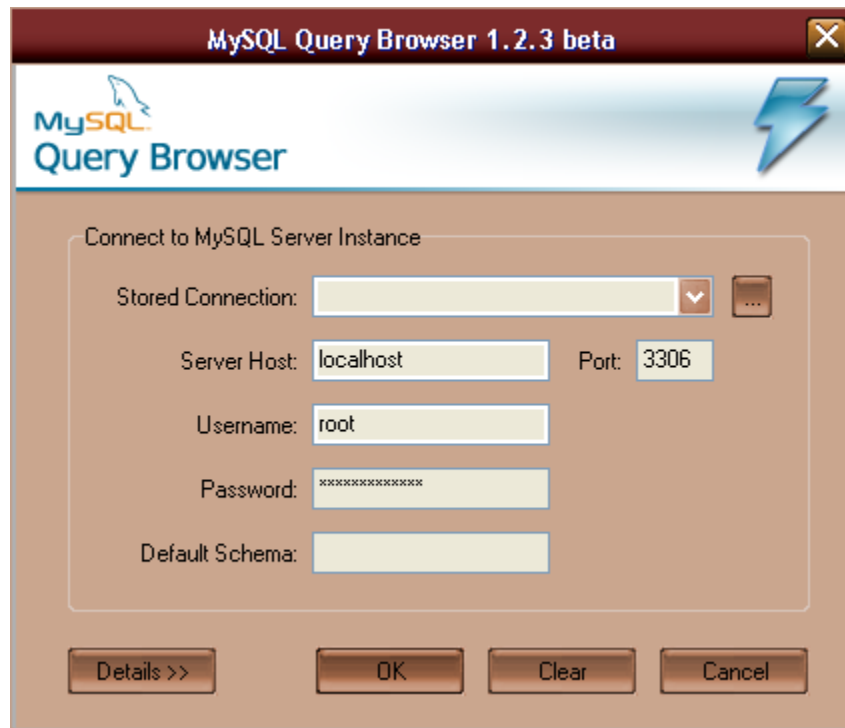 MySQL Query Browser 1.2.3 beta
MySQL
Query Browser
Connect to MySQL Server Instance
Stored Connection: ...
Server Host: localhost Port: 3306
Username: root
Password: *************
Default Schema:
Details >> OK Clear Cancel